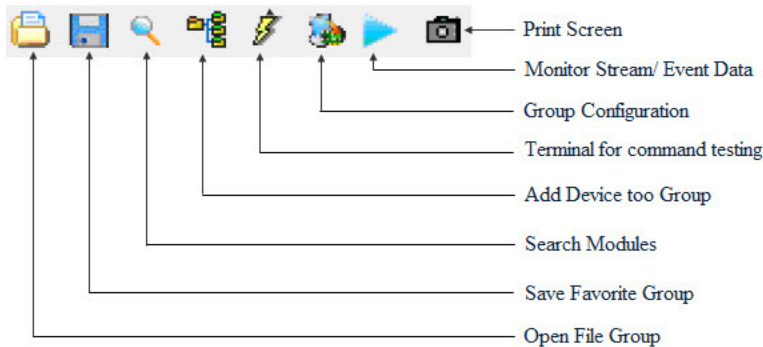 Print Screen
Monitor Stream/ Event Data
Group Configuration
Terminal for command testing
Add Device too Group
Search Modules
Save Favorite Group
Open File Group